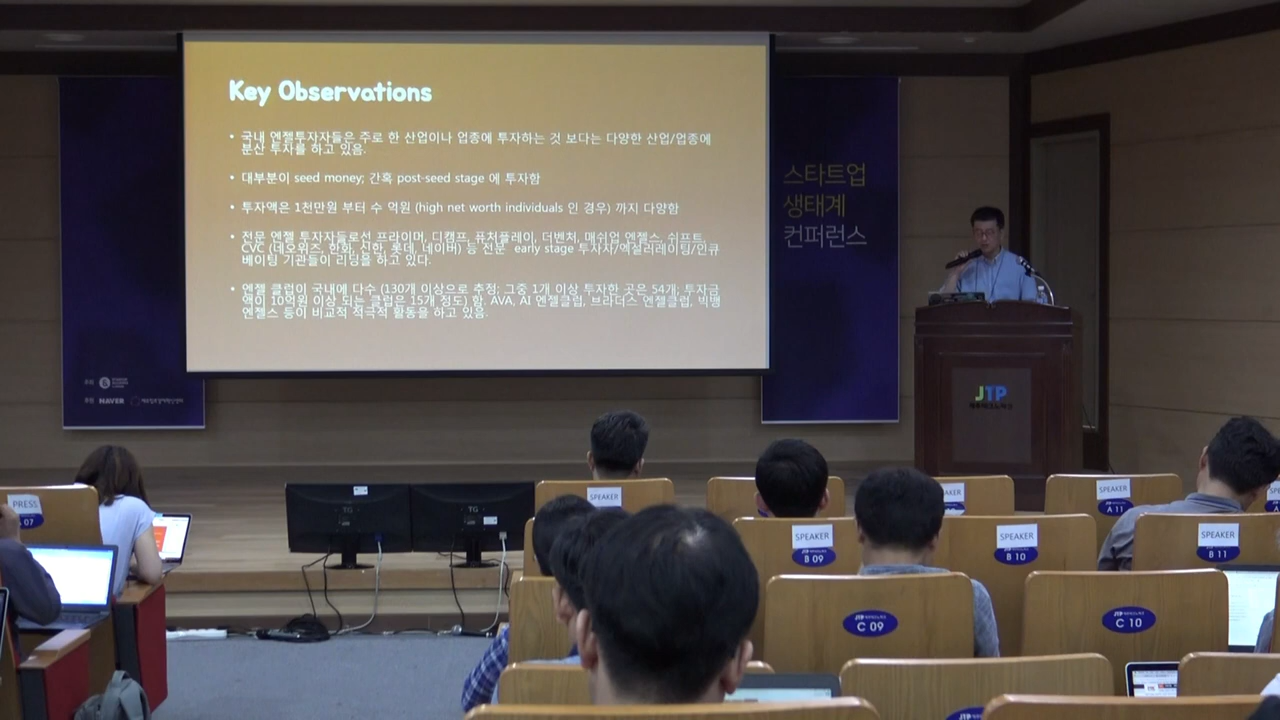 Key Observations
• 국내 엔젤투자자들은 주로 한 산업이나 업종에 투자하는 것 보다는 다양한 산업/업종에
분산 투자를 하고 있음.
• 대부분이 seed money; 간혹 post-seed stage 에 투자함
• 투자액은 1천만원 부터 수 억원 (high net worth individuals 인 경우) 까지 다양함
• 전문 엔젤 투자자들로선 프라이머, 디캠프, 퓨처플레이, 더벤처, 매쉬업 엔젤스, 쉬프트,
CVC (네오위즈, 한화, 신한, 롯데, 네이버) 등 전문 early stage 투자자/액셀러레이팅/인큐
베이팅 기관들이 리딩을 하고 있다.
• 엔젤 클럽이 국내에 다수 (130개 이상으로 추정; 그중 1개 이상 투자한 곳은 54개; 투자금
액이 10억원 이상 되는 클럽은 15개 정도) 함. AVA, AI 엔젤클럽, 브라더스 엔젤클럽, 빅뱅
엔젤스 등이 비교적 적극적 활동을 하고 있음.
스타트업
생태계
컨퍼런스
NAVER
JTP
PRESS
07
TG
TG
SPEAKER
SPEAKER
SPEAKER
A 11
SPEAKER
B 09
SPEAKER
B 10
SPEAKER
B 11
C 09
C 10
JTP